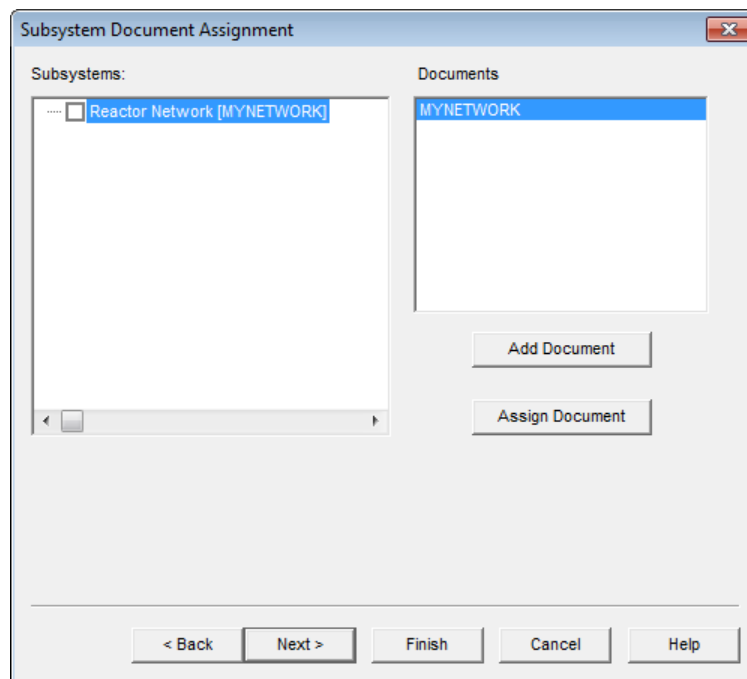 Subsystem Document Assignment
Subsystems:
Documents
Reactor Network [MYNETWORK]
MYNETWORK
Add Document
Assign Document
< Back
Next >
Finish
Cancel
Help